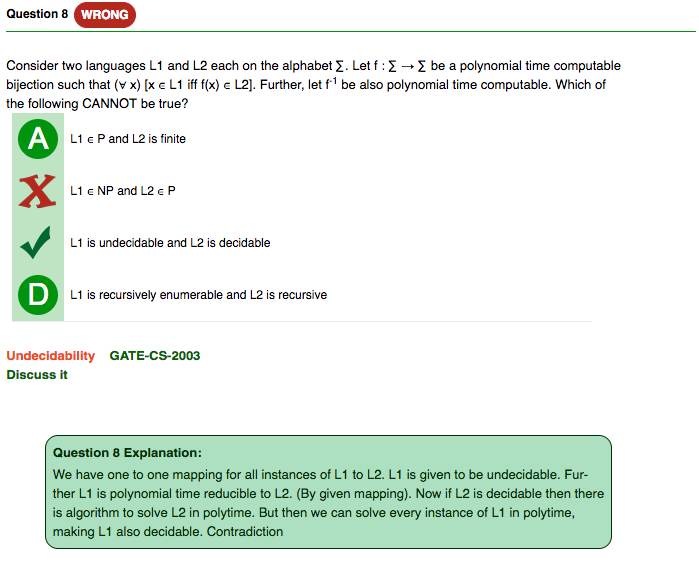 Question 8 WRONG
Consider two languages L1 and L2 each on the alphabet ∑. Let f : ∑ → ∑ be a polynomial time computable
bijection such that (∀ x) [x ∈ L1 iff f(x) ∈ L2]. Further, let f⁻¹ be also polynomial time computable. Which of
the following CANNOT be true?
A L1 ∈ P and L2 is finite
X L1 ∈ NP and L2 ∈ P
✓ L1 is undecidable and L2 is decidable
D L1 is recursively enumerable and L2 is recursive
Undecidability GATE-CS-2003
Discuss it
Question 8 Explanation:
We have one to one mapping for all instances of L1 to L2. L1 is given to be undecidable. Fur-
ther L1 is polynomial time reducible to L2. (By given mapping). Now if L2 is decidable then there
is algorithm to solve L2 in polytime. But then we can solve every instance of L1 in polytime,
making L1 also decidable. Contradiction